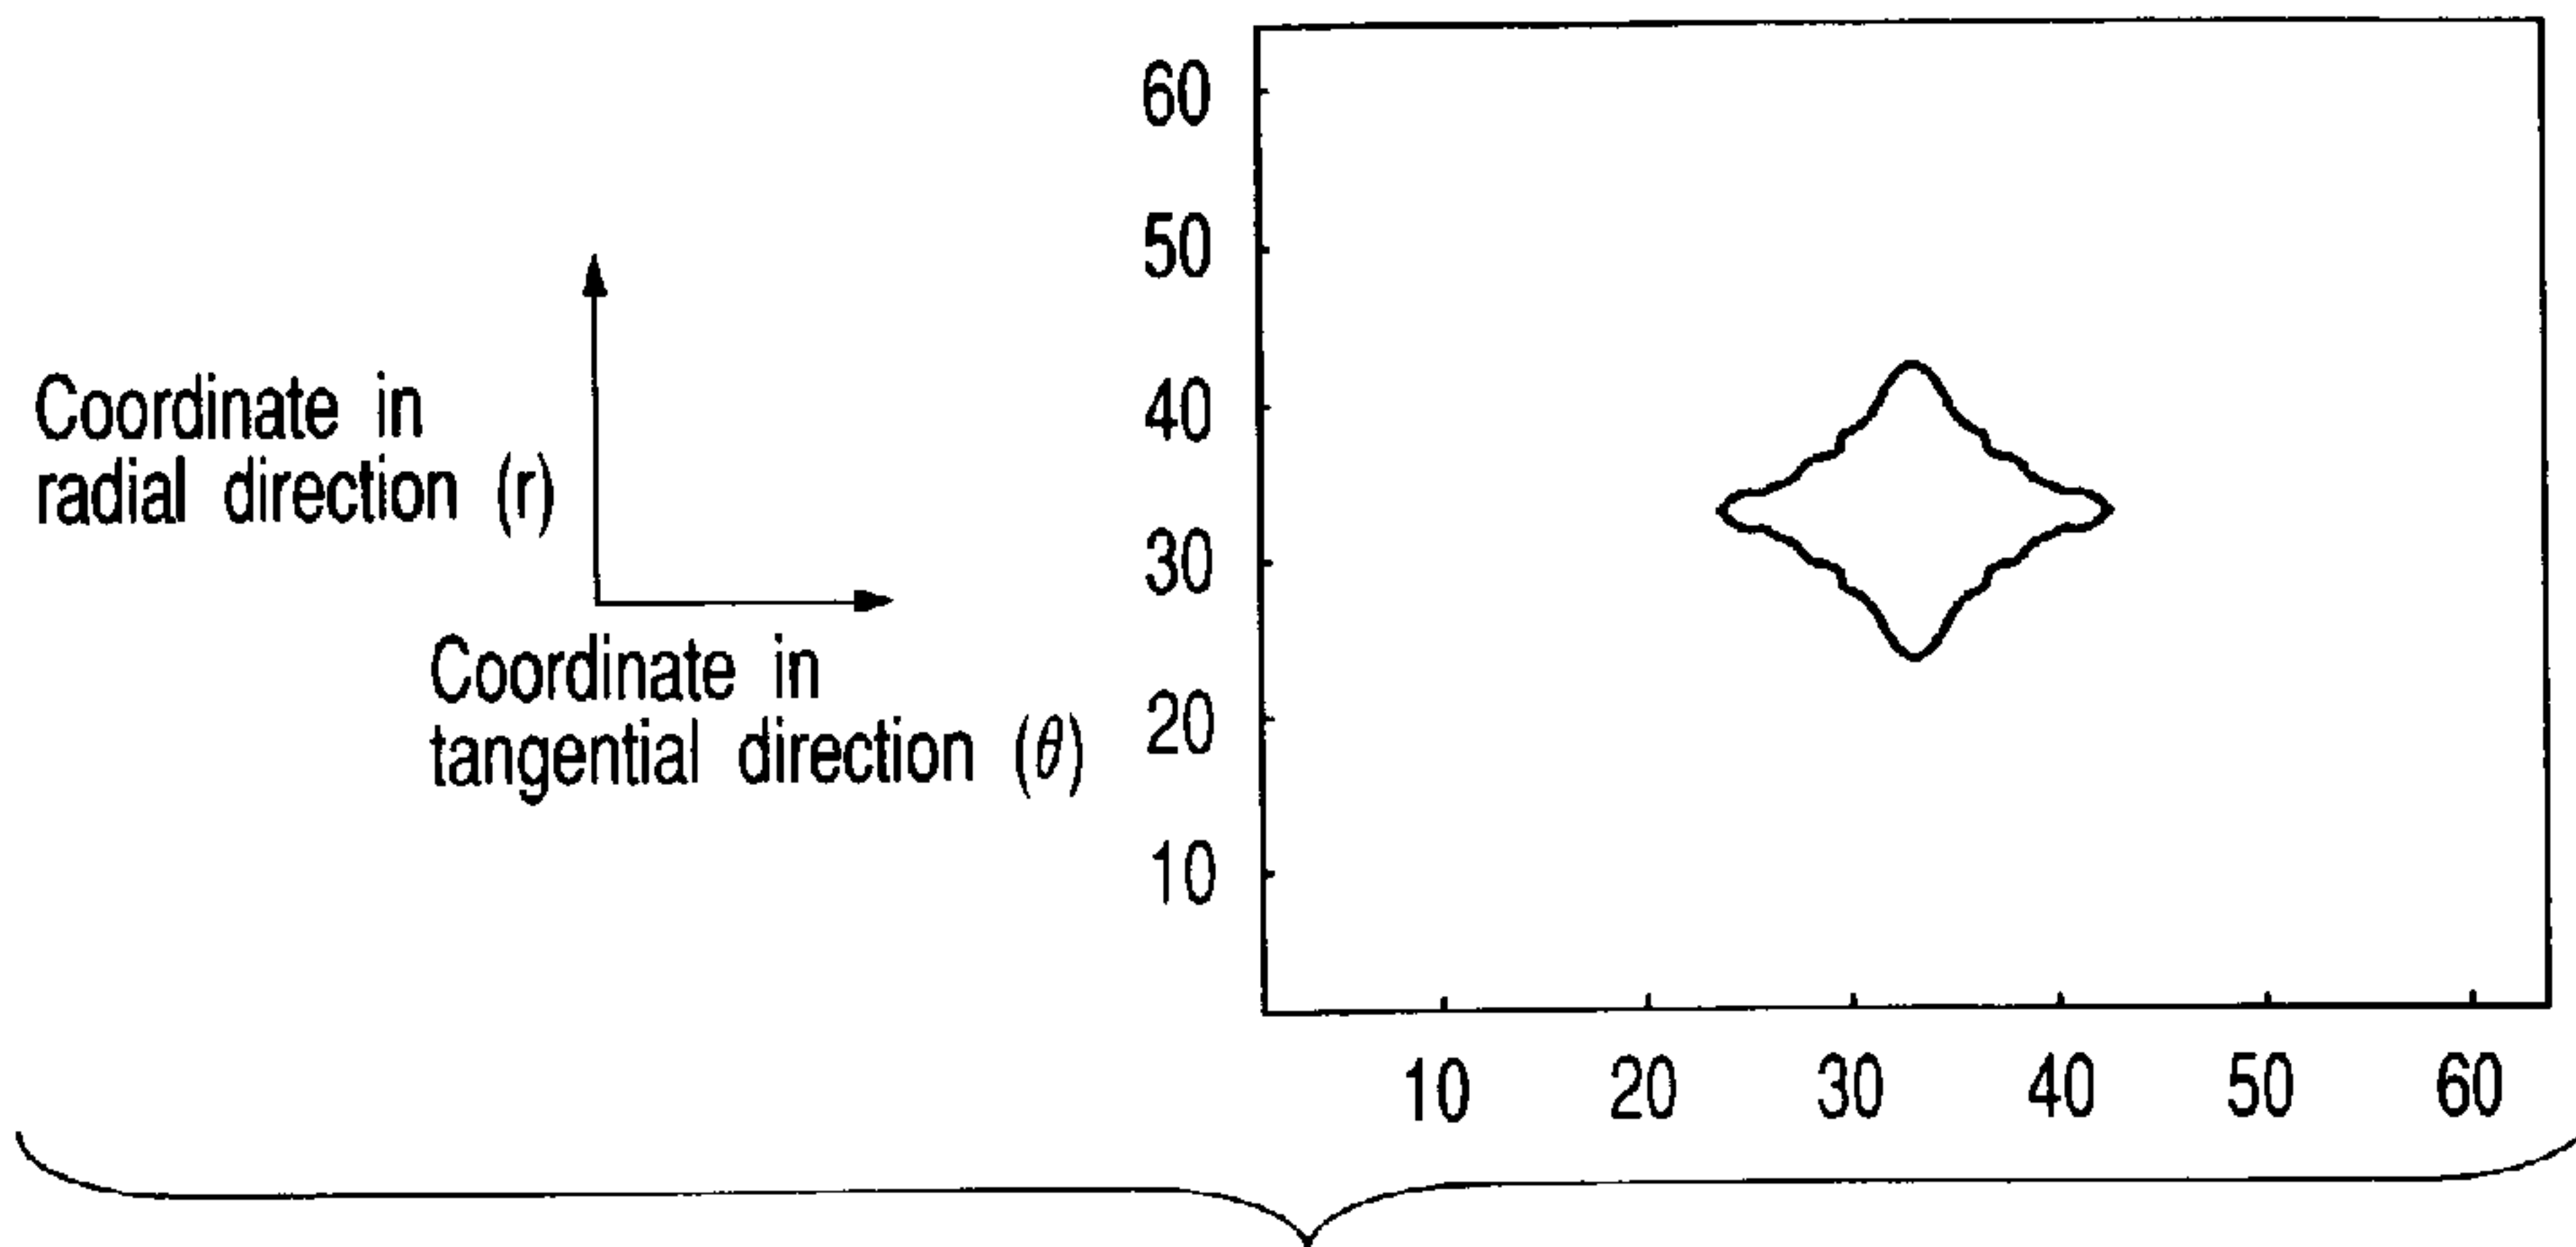 Coordinate in
radial direction (r)
Coordinate in
tangential direction (θ)
60
50
40
30
20
10
10 20 30 40 50 60